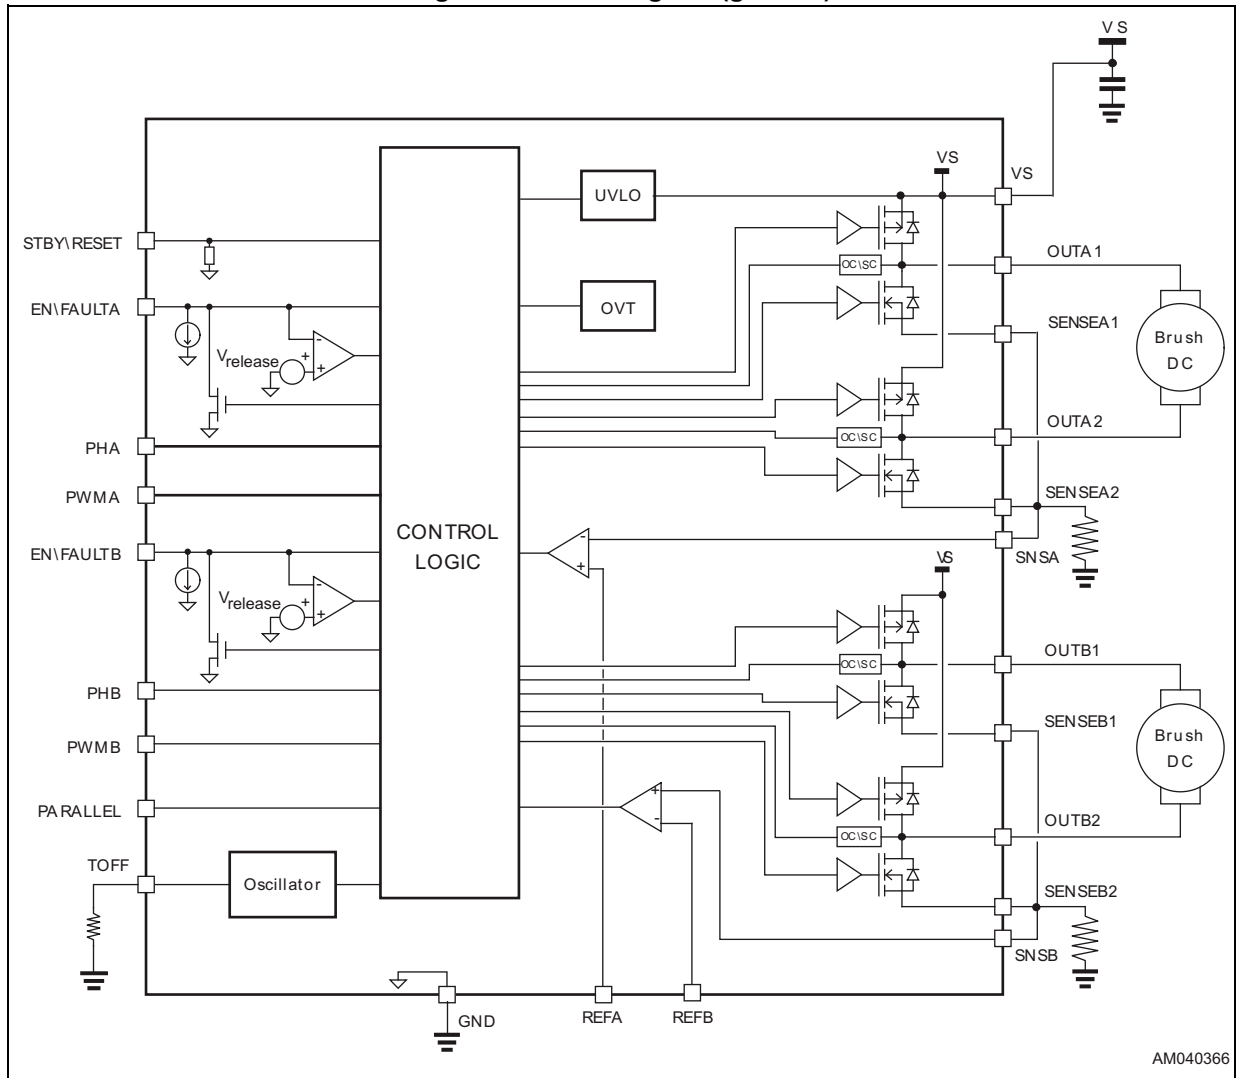 VS
VS
VS
UVLO
STBY\RESET
OUTA1
OC\SC
EN\FAULTA
OVT
SENSEA1
Brush
DC
Vrelease
-
+
+
OUTA2
OC\SC
PHA
PWMA
SENSEA2
CONTROL
LOGIC
-
+
SNSA
EN\FAULTB
VS
Vrelease
-
+
+
OUTB1
OC\SC
PHB
SENSEB1
PWMB
Brush
DC
PARALLEL
+
-
OUTB2
OC\SC
TOFF
Oscillator
SENSEB2
SNSB
GND
REFA
REFB
AM040366